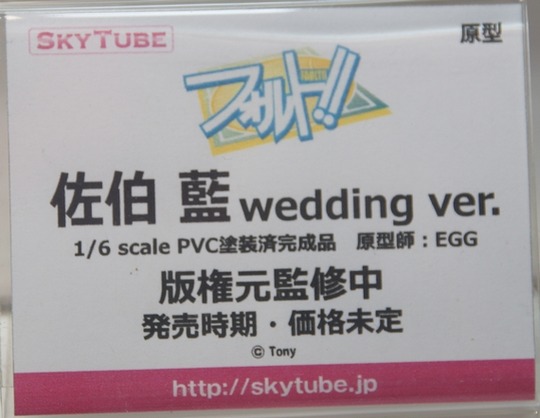 SKYTUBE
原型
フォルト!!
佐伯 藍 wedding ver.
1/6 scale PVC塗装済完成品 原型師：EGG
版権元監修中
発売時期・価格未定
© Tony
http://skytube.jp